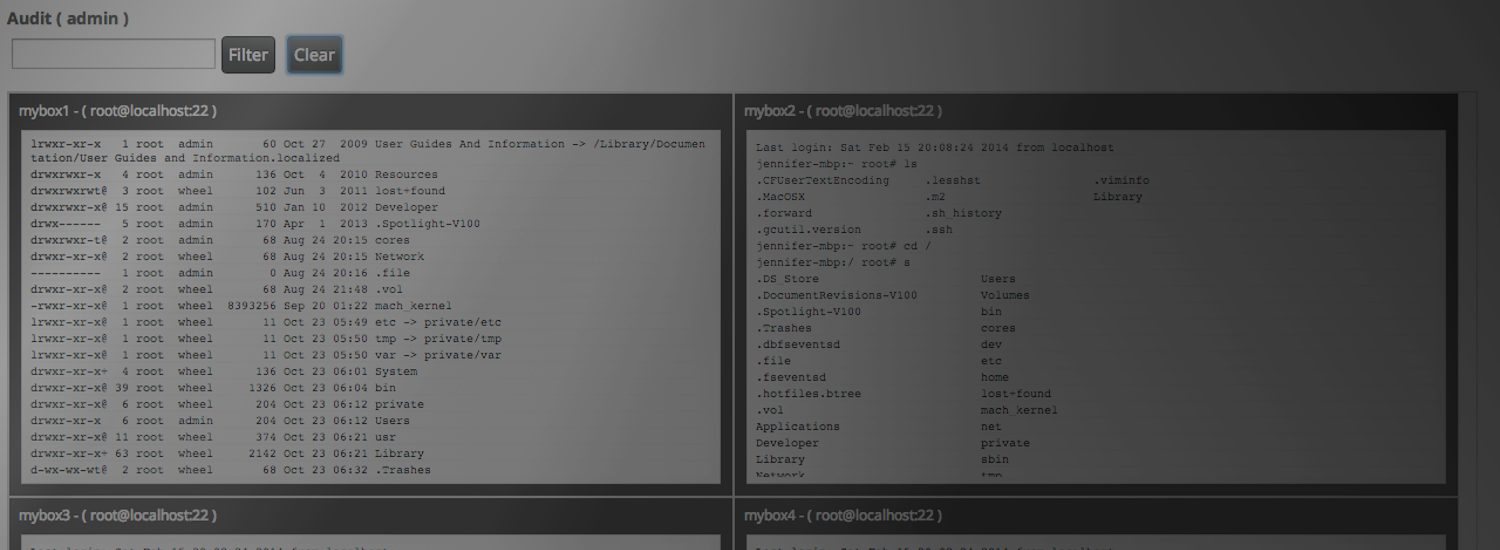 Audit ( admin )
Filter
Clear
mybox1 - ( root@localhost:22 )
lrwxr-xr-x   1 root  admin       60 Oct 27  2009 User Guides And Information -> /Library/Documen
tation/User Guides and Information.localized
drwxrwxr-x   4 root  admin      136 Oct  4  2010 Resources
drwxrwxrwt@  3 root  wheel      102 Jun  3  2011 lost+found
drwxrwxr-x@ 15 root  admin      510 Jan 10  2012 Developer
drwx------   5 root  admin      170 Apr  1  2013 .Spotlight-V100
drwxrwxr-t@  2 root  admin       68 Aug 24 20:15 cores
drwxr-xr-x@  2 root  wheel       68 Aug 24 20:15 Network
----------   1 root  admin        0 Aug 24 20:16 .file
drwxr-xr-x@  2 root  wheel       68 Aug 24 21:48 .vol
-rwxr-xr-x@  1 root  wheel  8393256 Sep 20 01:22 mach_kernel
lrwxr-xr-x@  1 root  wheel       11 Oct 23 05:49 etc -> private/etc
lrwxr-xr-x@  1 root  wheel       11 Oct 23 05:50 tmp -> private/tmp
lrwxr-xr-x@  1 root  wheel       11 Oct 23 05:50 var -> private/var
drwxr-xr-x+  4 root  wheel      136 Oct 23 06:01 System
drwxr-xr-x@ 39 root  wheel     1326 Oct 23 06:04 bin
drwxr-xr-x@  6 root  wheel      204 Oct 23 06:12 private
drwxr-xr-x   6 root  admin      204 Oct 23 06:12 Users
drwxr-xr-x@ 11 root  wheel      374 Oct 23 06:21 usr
drwxr-xr-x+ 63 root  wheel     2142 Oct 23 06:21 Library
d-wx-wx-wt@  2 root  wheel       68 Oct 23 06:32 .Trashes
mybox2 - ( root@localhost:22 )
Last login: Sat Feb 15 20:08:24 2014 from localhost
jennifer-mbp:~ root# ls
.CFUserTextEncoding     .lesshst                .viminfo
.MacOSX                 .m2                     Library
.forward                .sh_history
.gcutil.version         .ssh
jennifer-mbp:~ root# cd /
jennifer-mbp:/ root# s
.DS_Store                       Users
.DocumentRevisions-V100         Volumes
.Spotlight-V100                 bin
.Trashes                        cores
.dbfseventsd                    dev
.file                           etc
.fseventsd                      home
.hotfiles.btree                 lost+found
.vol                            mach_kernel
Applications                    net
Developer                       private
Library                         sbin
Network                         tmp
mybox3 - ( root@localhost:22 )
mybox4 - ( root@localhost:22 )